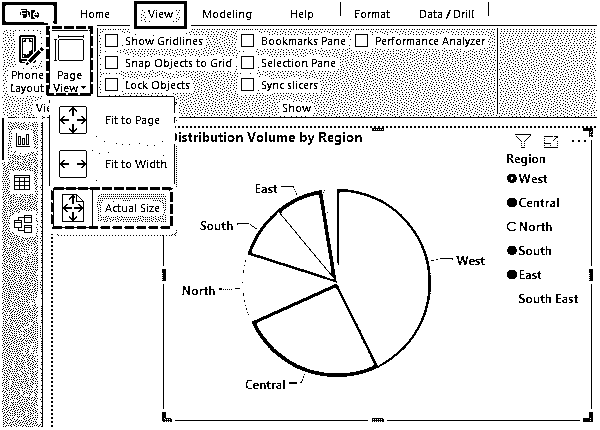 Home View Modeling Help Format Data / Drill
Show Gridlines Bookmarks Pane Performance Analyzer
Snap Objects to Grid Selection Pane
Lock Objects Sync slicers
Phone Layout
Page View
Show
Fit to Page
Fit to Width
Actual Size
Distribution Volume by Region
Region
West
Central
North
South
East
South East
East
South
West
North
Central